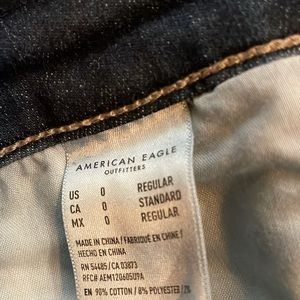 AMERICAN EAGLE
OUTFITTERS
US 0 REGULAR
CA 0 STANDARD
MX 0 REGULAR
MADE IN CHINA / FABRIQUÉ EN CHINE /
HECHO EN CHINA
RN 54485 / CA 03873
EN 90% COTTON / 8% POLYESTER / 2%